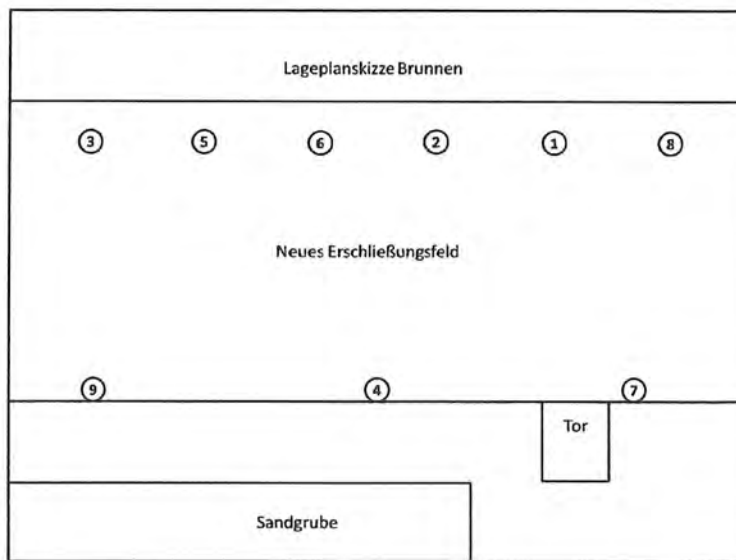 Lageplanskizze Brunnen
3 5 6 2 1 8
Neues Erschließungsfeld
9 4 7
Tor
Sandgrube